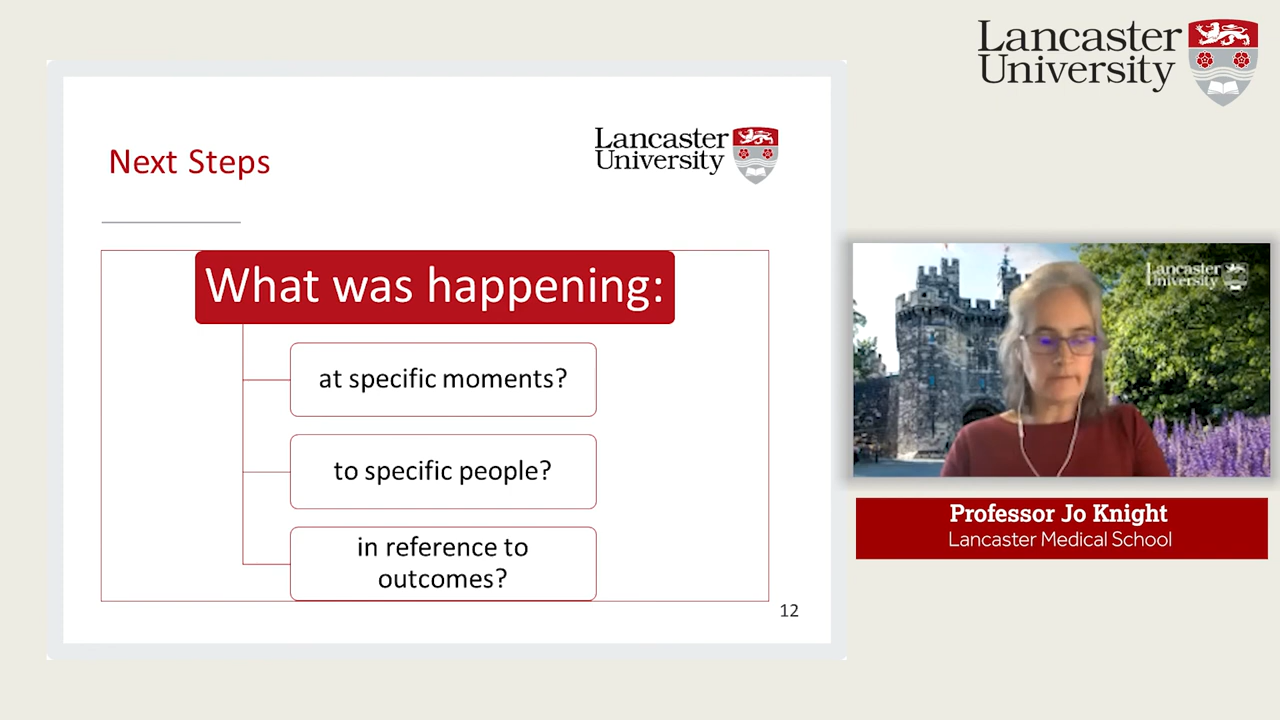 Lancaster
University
Next Steps
Lancaster
University
What was happening:
at specific moments?
to specific people?
in reference to
outcomes?
12
Lancaster
University
Professor Jo Knight
Lancaster Medical School